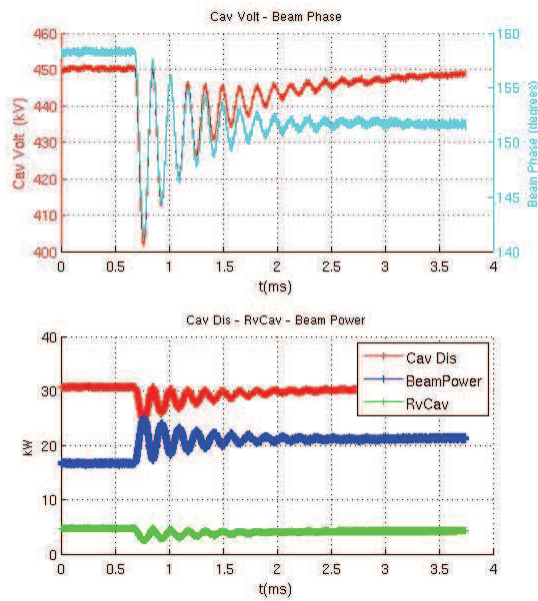 Cav Volt - Beam Phase
460
450
440
430
420
410
400
Cav Volt (kV)
160
155
150
145
140
Beam Phase (degrees)
0 0.5 1 1.5 2 2.5 3 3.5 4
t(ms)
Cav Dis - RvCav - Beam Power
40
30
20
10
0
kw
Cav Dis
BeamPower
RvCav
0 0.5 1 1.5 2 2.5 3 3.5 4
t(ms)